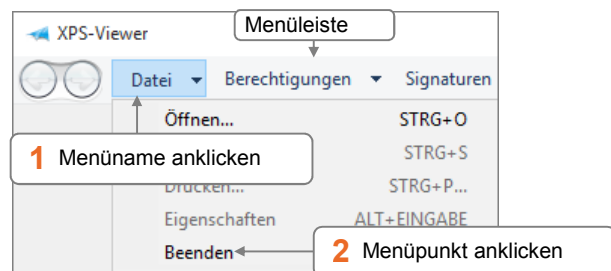 XPS-Viewer
Menüleiste
Datei Berechtigungen Signaturen
Öffnen... STRG+O
1 Menüname anklicken
STRG+S
Drucken... STRG+P...
Eigenschaften ALT+EINGABE
Beenden
2 Menüpunkt anklicken